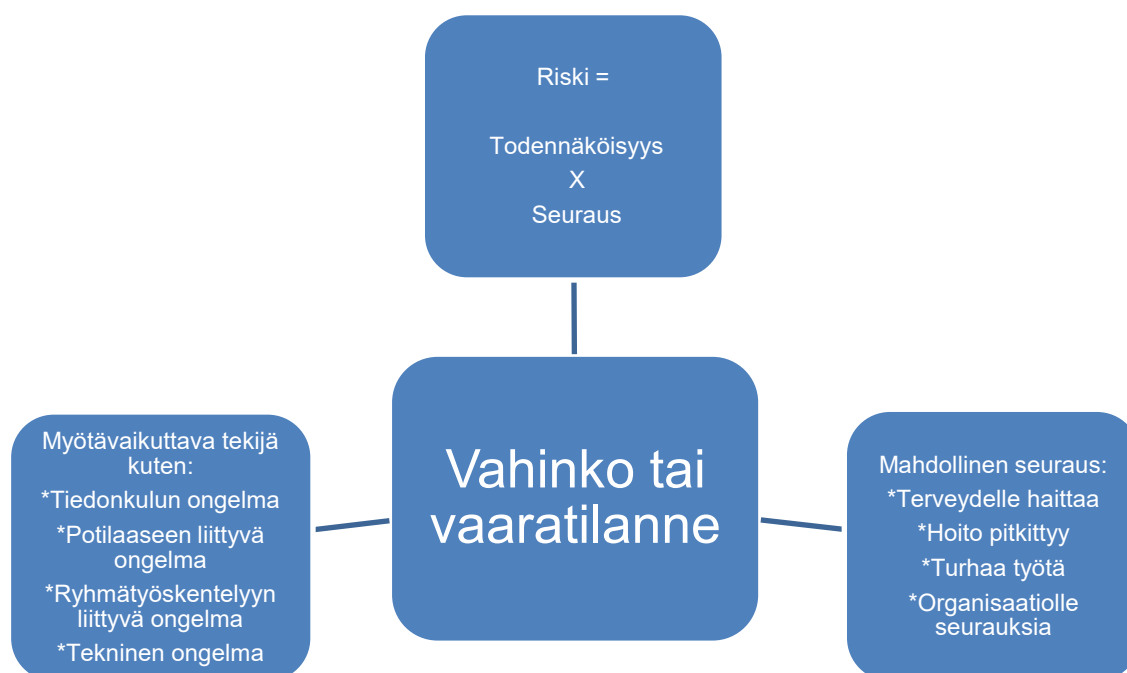 Riski =
Todennäköisyys
X
Seuraus
Vahinko tai
vaaratilanne
Myötävaikuttava tekijä
kuten:
*Tiedonkulun ongelma
*Potilaaseen liittyvä
ongelma
*Ryhmätyöskentelyyn
liittyvä ongelma
*Tekninen ongelma
Mahdollinen seuraus:
*Terveydelle haittaa
*Hoito pitkittyy
*Turhaa työtä
*Organisaatiolle
seurauksia